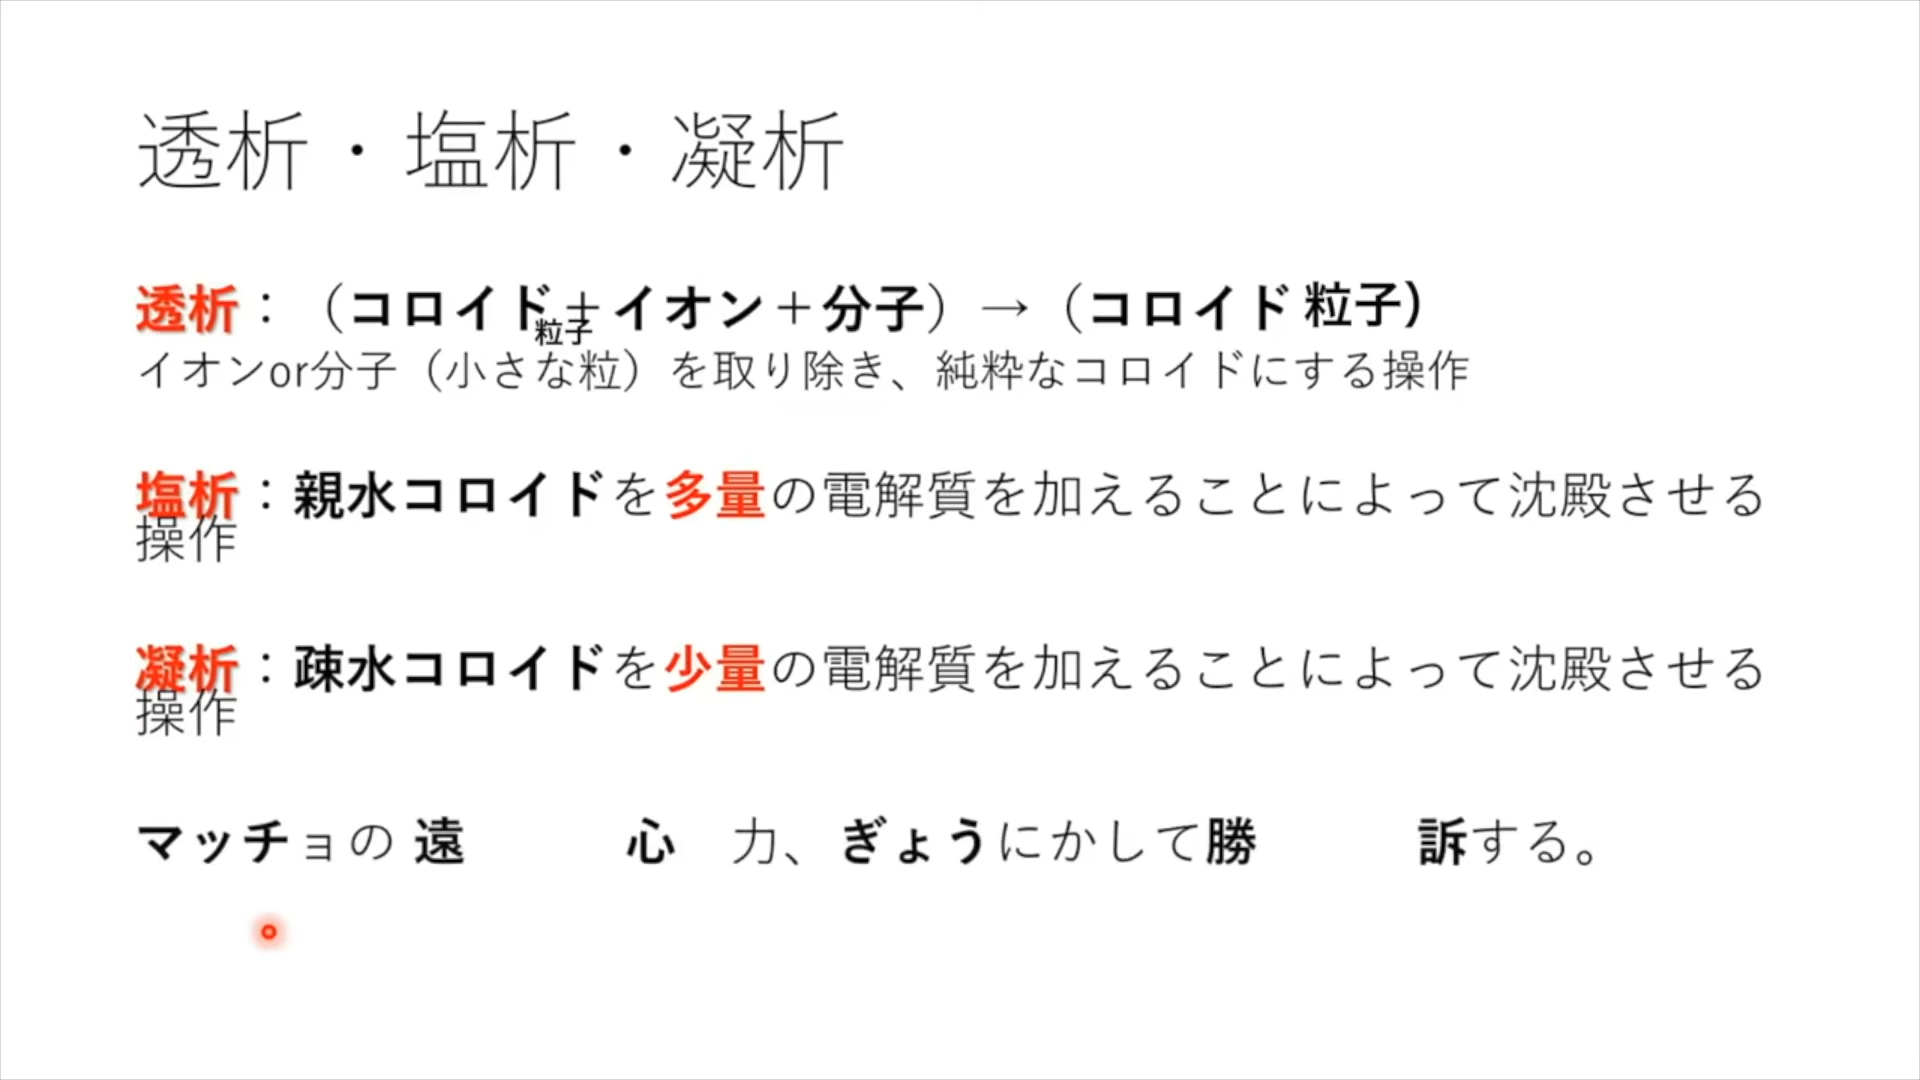 透析・塩析・凝析
透析：（コロイド＋イオン＋分子）→（コロイド 粒子）
粒子
イオンor分子（小さな粒）を取り除き、純粋なコロイドにする操作
塩析：親水コロイドを多量の電解質を加えることによって沈殿させる
操作
凝析：疎水コロイドを少量の電解質を加えることによって沈殿させる
操作
マッチョの 遠 心 力、ぎょうにかして勝 訴する。